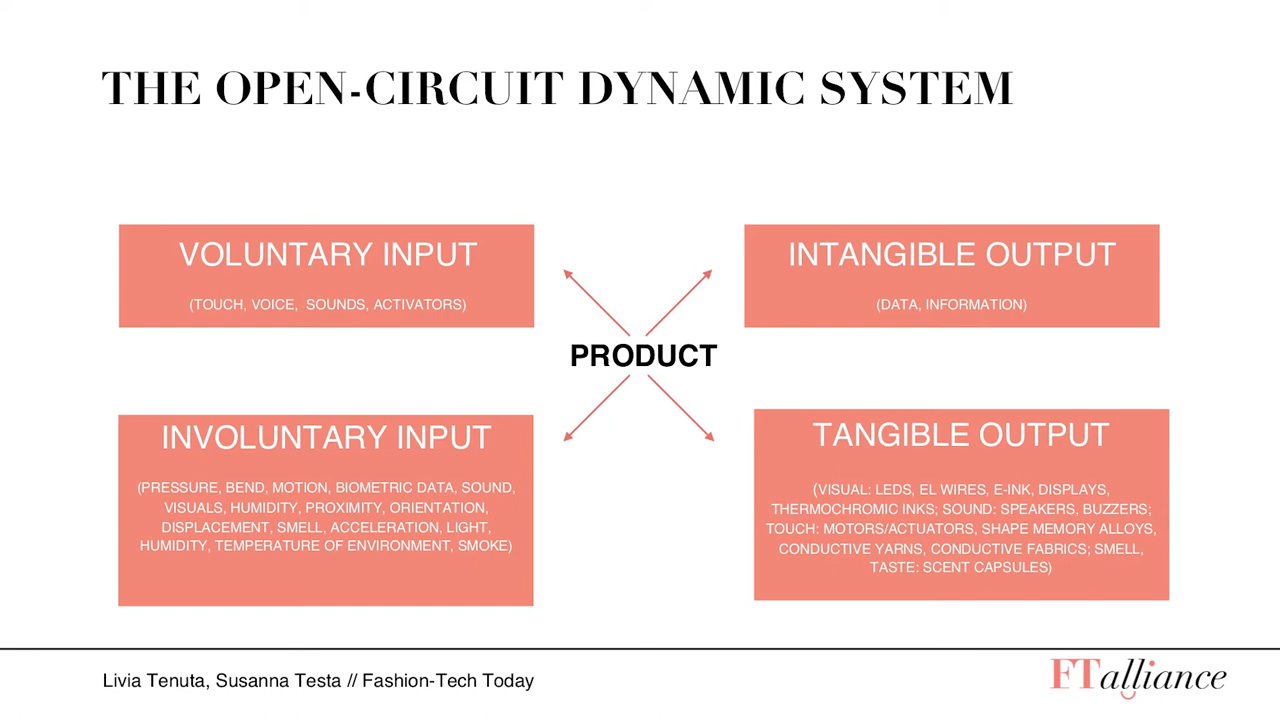 THE OPEN-CIRCUIT DYNAMIC SYSTEM
VOLUNTARY INPUT
(TOUCH, VOICE, SOUNDS, ACTIVATORS)
INTANGIBLE OUTPUT
(DATA, INFORMATION)
PRODUCT
INVOLUNTARY INPUT
(PRESSURE, BEND, MOTION, BIOMETRIC DATA, SOUND,
VISUALS, HUMIDITY, PROXIMITY, ORIENTATION,
DISPLACEMENT, SMELL, ACCELERATION, LIGHT,
HUMIDITY, TEMPERATURE OF ENVIRONMENT, SMOKE)
TANGIBLE OUTPUT
(VISUAL: LEDS, EL WIRES, E-INK, DISPLAYS,
THERMOCHROMIC INKS; SOUND: SPEAKERS, BUZZERS;
TOUCH: MOTORS/ACTUATORS, SHAPE MEMORY ALLOYS,
CONDUCTIVE YARNS, CONDUCTIVE FABRICS; SMELL,
TASTE: SCENT CAPSULES)
Livia Tenuta, Susanna Testa // Fashion-Tech Today
FTalliance